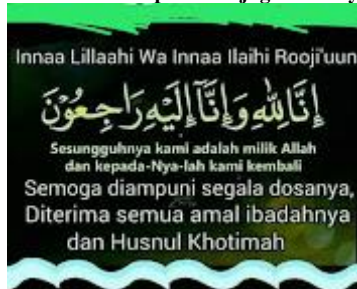 Innaa Lillaahi Wa Innaa Ilaihi Rooji'uun
إِنَّا لِلّٰهِ وَإِنَّآ إِلَيْهِ رَاجِعُوْنَ
Sesungguhnya kami adalah milik Allah
dan kepada-Nya-lah kami kembali
Semoga diampuni segala dosanya,
Diterima semua amal ibadahnya
dan Husnul Khotimah